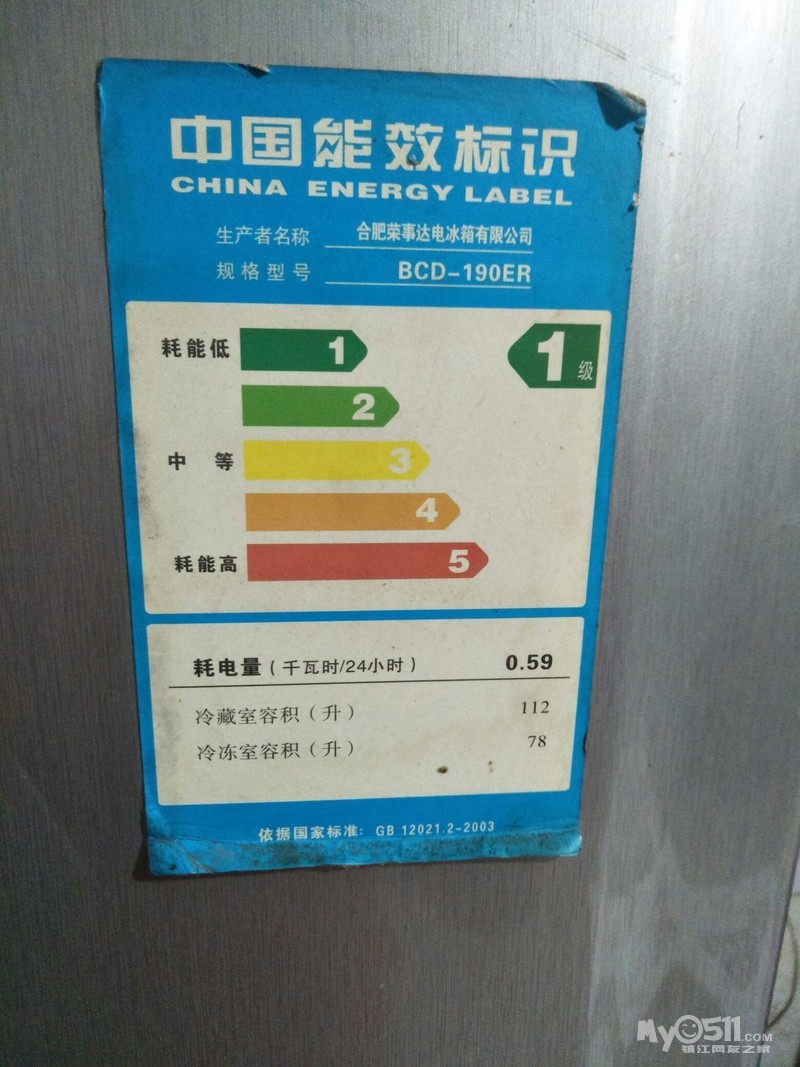 中国能效标识
CHINA ENERGY LABEL
生产者名称 合肥荣事达电冰箱有限公司
规格型号 BCD-190ER
耗能低 1 1级
2
中等 3
4
耗能高 5
耗电量(千瓦时/24小时) 0.59
冷藏室容积(升) 112
冷冻室容积(升) 78
依据国家标准: GB 12021.2-2003
My0511.com
镇江网友之家